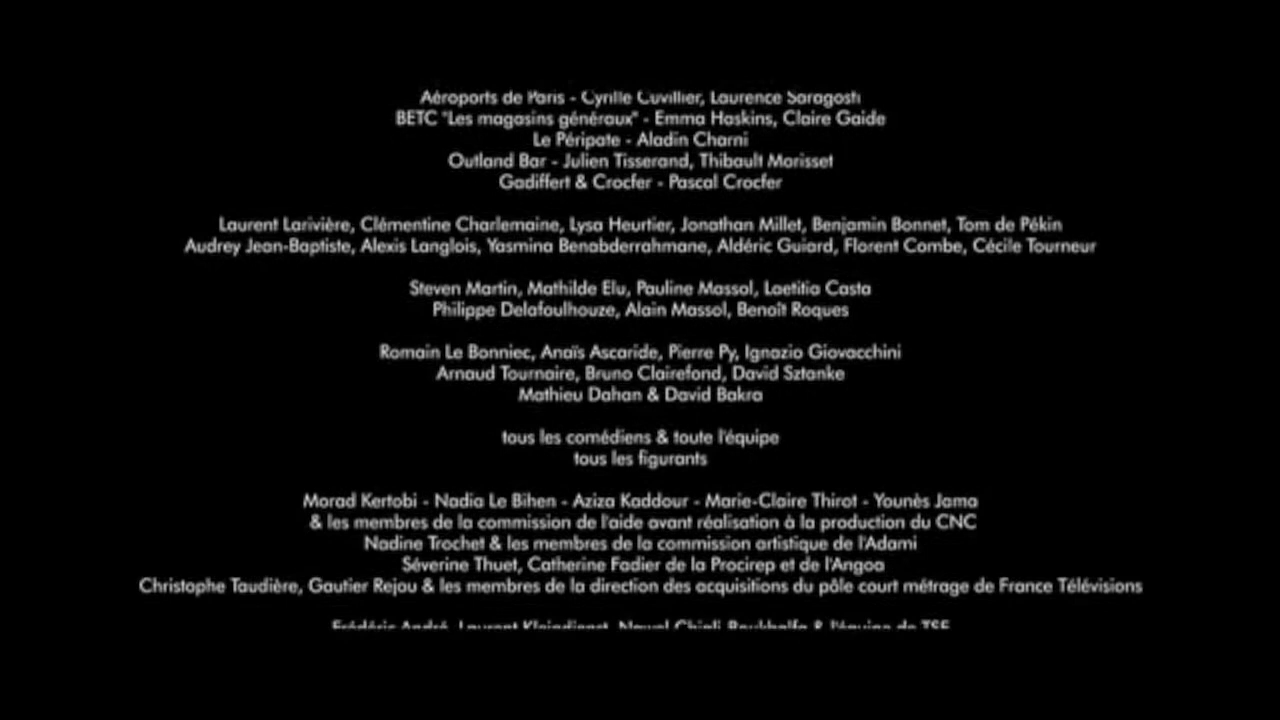 Aéroports de Paris - Cyrille Cuvillier, Laurence Saragosti
BETC "Les magasins généraux" - Emma Haskins, Claire Gaide
Le Péripate - Aladin Charni
Outland Bar - Julien Tisserand, Thibault Morisset
Gadiffert & Crocfer - Pascal Crocfer
Laurent Larivière, Clémentine Charlemaine, Lysa Heurtier, Jonathan Millet, Benjamin Bonnet, Tom de Pékin
Audrey Jean-Baptiste, Alexis Langlois, Yasmina Benabderrahmane, Aldéric Guiard, Florent Combe, Cécile Tourneur
Steven Martin, Mathilde Elu, Pauline Massol, Laetitia Casta
Philippe Delafoulhouze, Alain Massol, Benoît Roques
Romain Le Bonniec, Anaïs Ascaride, Pierre Py, Ignazio Giovacchini
Arnaud Tournaire, Bruno Clairefond, David Sztanke
Mathieu Dahan & David Bakra
tous les comédiens & toute l'équipe
tous les figurants
Morad Kertobi - Nadia Le Bihen - Aziza Kaddour - Marie-Claire Thirot - Younès Jama
& les membres de la commission de l'aide avant réalisation à la production du CNC
Nadine Trochet & les membres de la commission artistique de l'Adami
Séverine Thuet, Catherine Fadier de la Procirep et de l'Angoa
Christophe Taudière, Gautier Rejou & les membres de la direction des acquisitions du pôle court métrage de France Télévisions
Frédéric André, Laurent & l'équipe de TSF